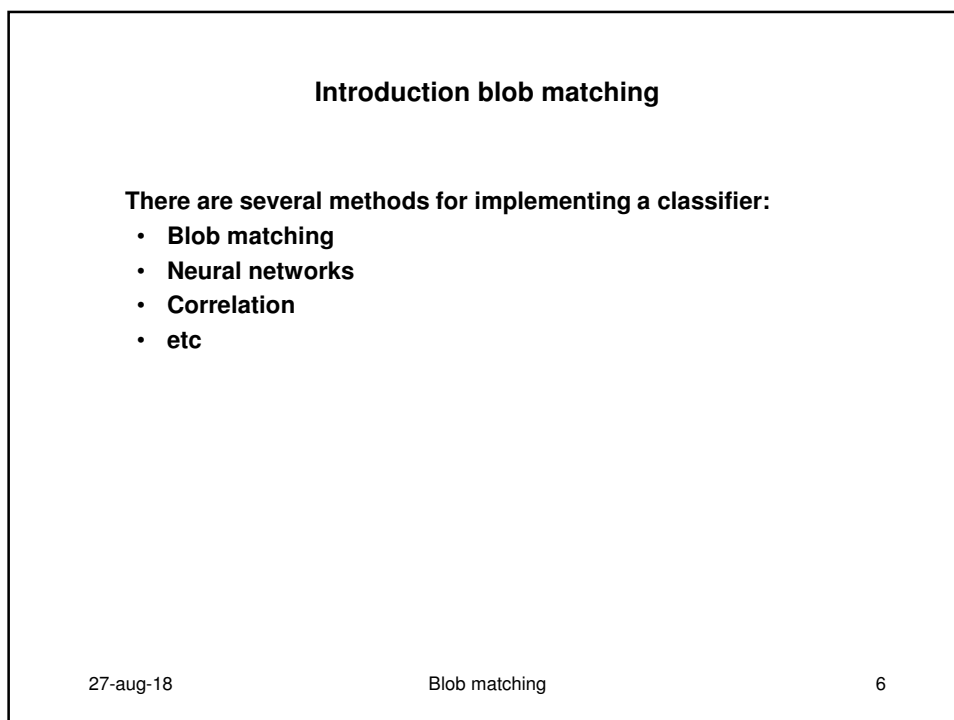 Introduction blob matching
There are several methods for implementing a classifier:
• Blob matching
• Neural networks
• Correlation
• etc
27-aug-18 Blob matching 6